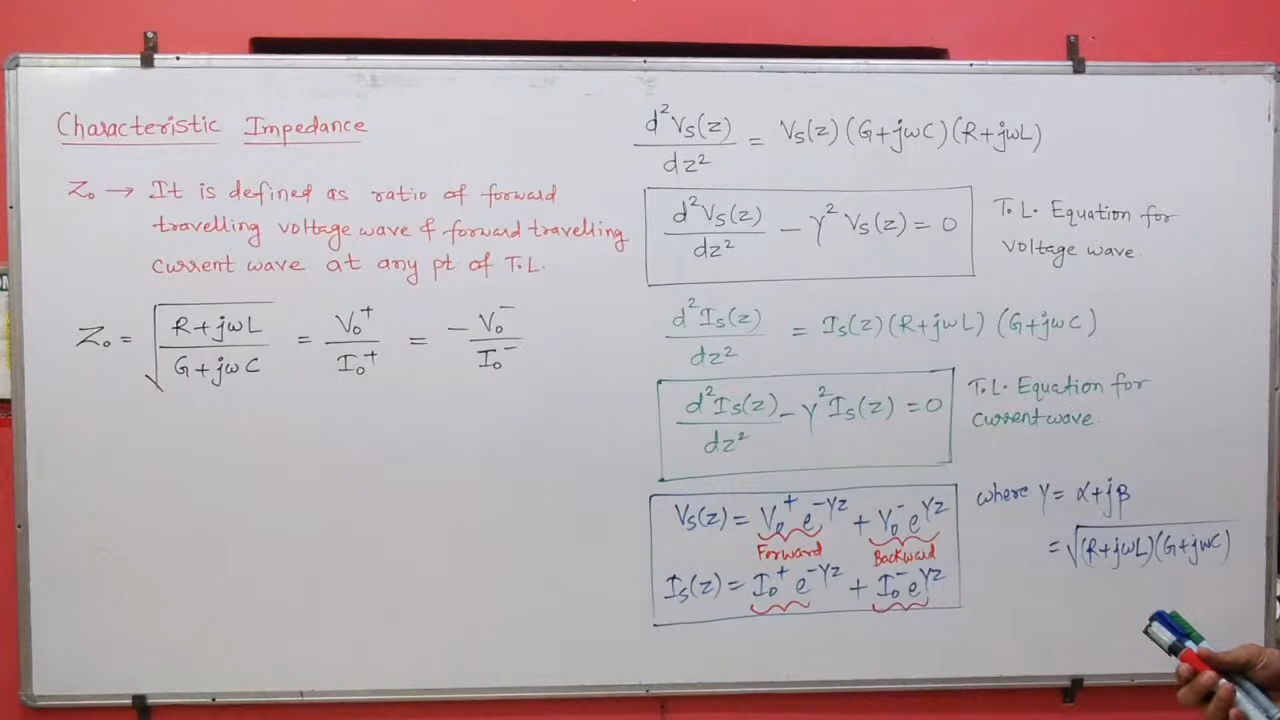 Characteristic Impedance
Z₀ → It is defined as ratio of forward
travelling voltage wave & forward travelling
current wave at any pt of T.L.
Z₀ = √((R+jωL)/(G+jωC)) = V₀⁺/I₀⁺ = - V₀⁻/I₀⁻
d²Vs(z)/dz² = Vs(z)(G+jωC)(R+jωL)
d²Vs(z)/dz² - γ²Vs(z) = 0
T.L. Equation for
voltage wave.
d²Is(z)/dz² = Is(z)(R+jωL)(G+jωC)
d²Is(z)/dz² - γ²Is(z) = 0
T.L. Equation for
current wave.
Vs(z) = V₀⁺e^(-γz) + V₀⁻e^(γz)
Forward Backward
Is(z) = I₀⁺e^(-γz) + I₀⁻e^(γz)
where γ = α+jβ
= √((R+jωL)(G+jωC))